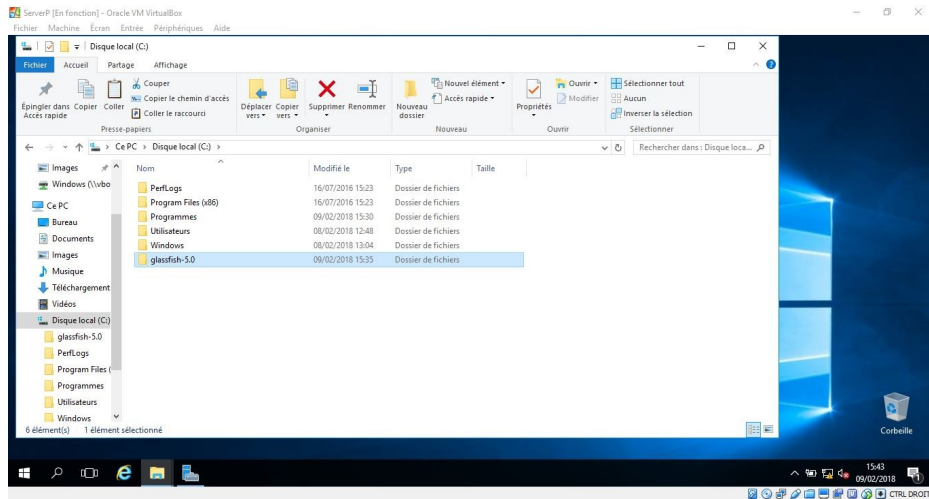 ServerP [En fonction] - Oracle VM VirtualBox
Fichier Machine Écran Entrée Périphériques Aide
Disque local (C:)
Fichier Accueil Partage Affichage
Épingler dans Accès rapide
Copier
Coller
Couper
Copier le chemin d'accès
Coller le raccourci
Déplacer vers
Copier vers
Supprimer
Renommer
Nouveau dossier
Nouvel élément
Accès rapide
Propriétés
Ouvrir
Modifier
Sélectionner tout
Aucun
Inverser la sélection
Presse-papiers Organiser Nouveau Ouvrir Sélectionner
Ce PC > Disque local (C:) >
Rechercher dans : Disque loca...
Images
Windows (\\vbo
Ce PC
Bureau
Documents
Images
Musique
Téléchargement
Vidéos
Disque local (C:)
glassfish-5.0
PerfLogs
Program Files (
Programmes
Utilisateurs
Windows
Nom Modifié le Type Taille
PerfLogs 16/07/2016 15:23 Dossier de fichiers
Program Files (x86) 16/07/2016 15:23 Dossier de fichiers
Programmes 09/02/2018 15:30 Dossier de fichiers
Utilisateurs 08/02/2018 12:48 Dossier de fichiers
Windows 08/02/2018 13:04 Dossier de fichiers
glassfish-5.0 09/02/2018 15:35 Dossier de fichiers
6 élément(s) 1 élément sélectionné
Corbeille
15:43
09/02/2018
1
CTRL DROITE